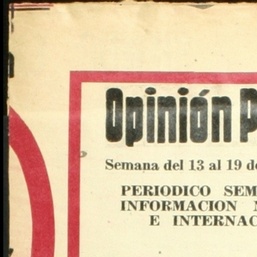 Opinión P
Semana del 13 al 19 de
PERIODICO SEM
INFORMACION N
E INTERNAC